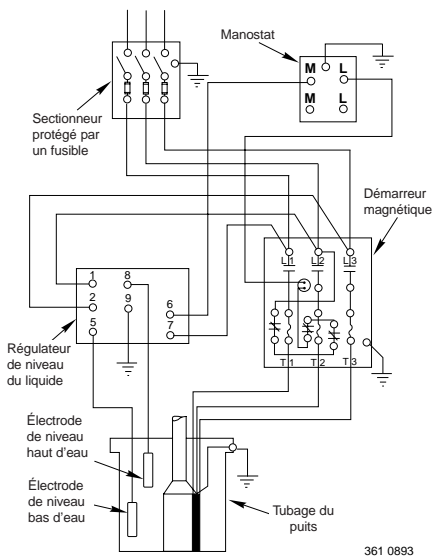 Manostat
M L
M L
Sectionneur
protégé par
un fusible
Démarreur
magnétique
L1 L2 L3
1 8
2 9
6
5
7
Régulateur
de niveau
du liquide
T1 T2 T3
Électrode
de niveau
haut d'eau
Électrode
de niveau
bas d'eau
Tubage du
puits
361 0893